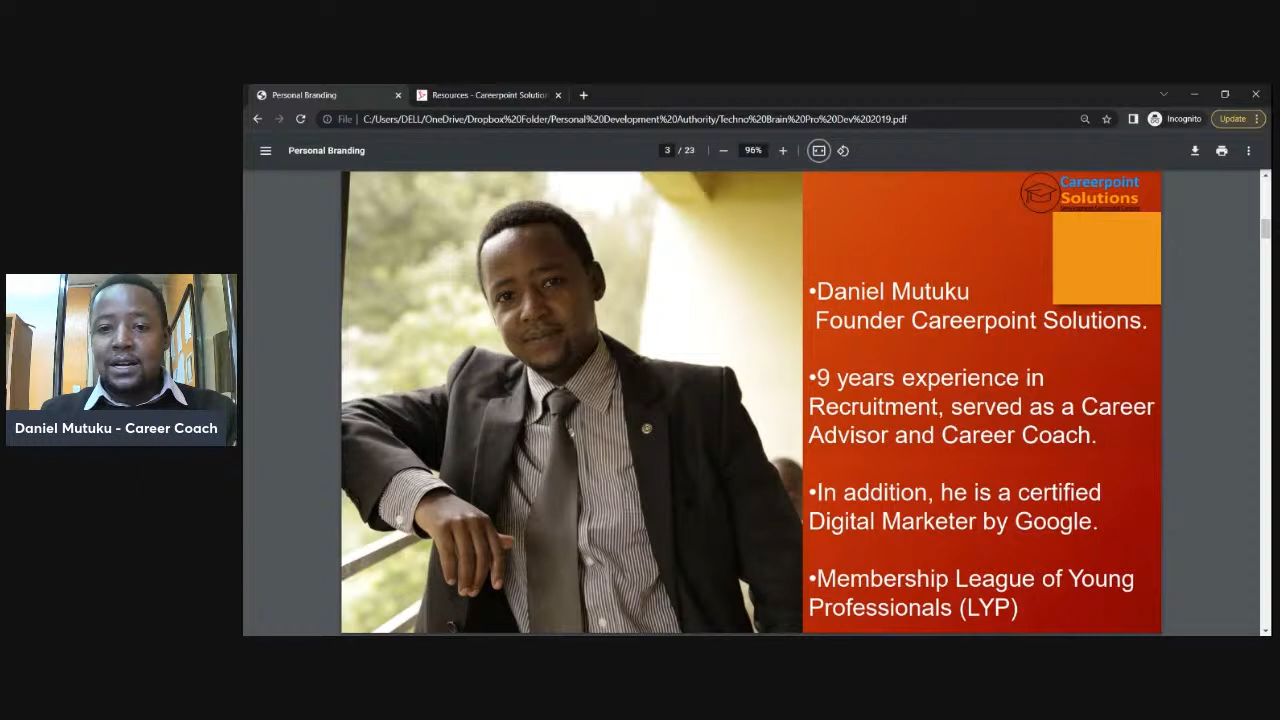 Personal Branding
Resources - Careerpoint Solution
File
C:/Users/DELL/OneDrive/Dropbox%20Folder/Personal%20Development%20Authority/Techno%20Brain%20Pro%20Dev%202019.pdf
Incognito
Update
Personal Branding
3 / 23
96%
Careerpoint
Solutions
•Daniel Mutuku
Founder Careerpoint Solutions.
•9 years experience in
Recruitment, served as a Career
Advisor and Career Coach.
•In addition, he is a certified
Digital Marketer by Google.
•Membership League of Young
Professionals (LYP)
Daniel Mutuku - Career Coach